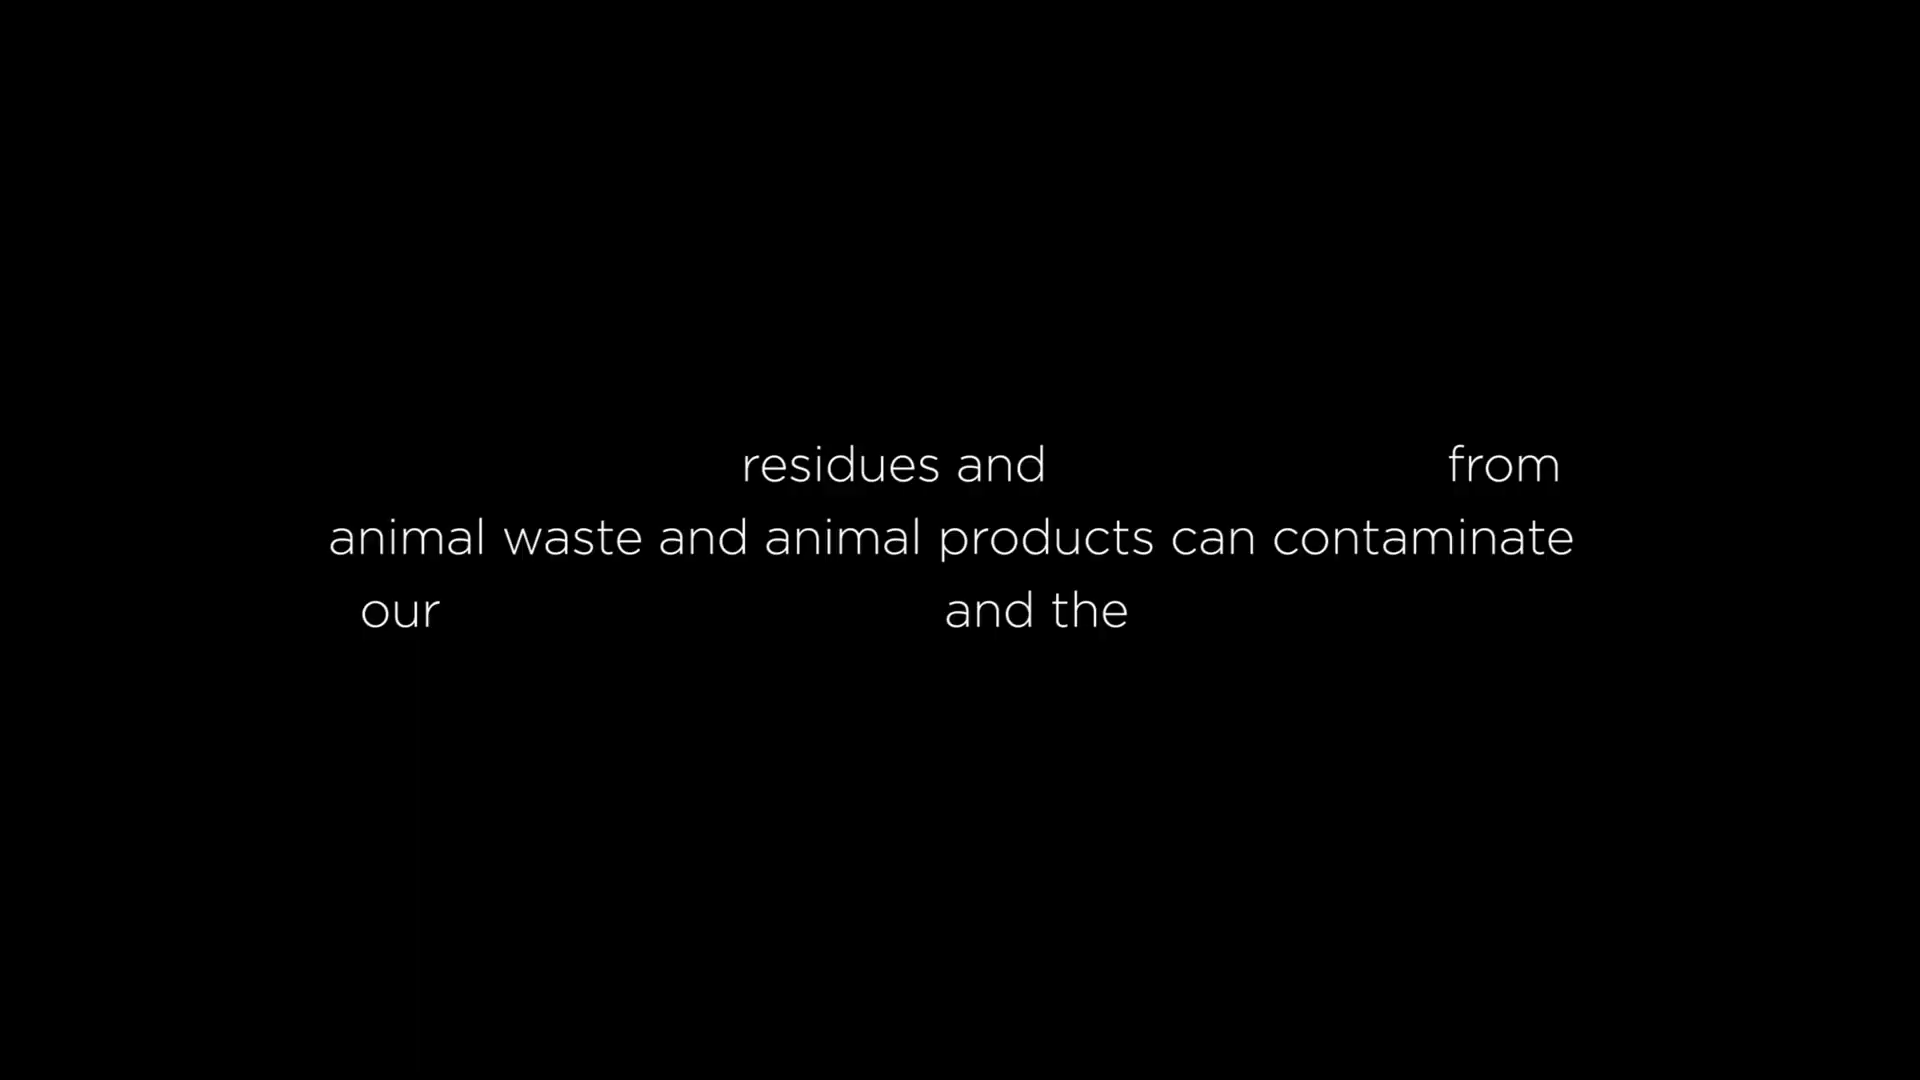 residues and from
animal waste and animal products can contaminate
our and the